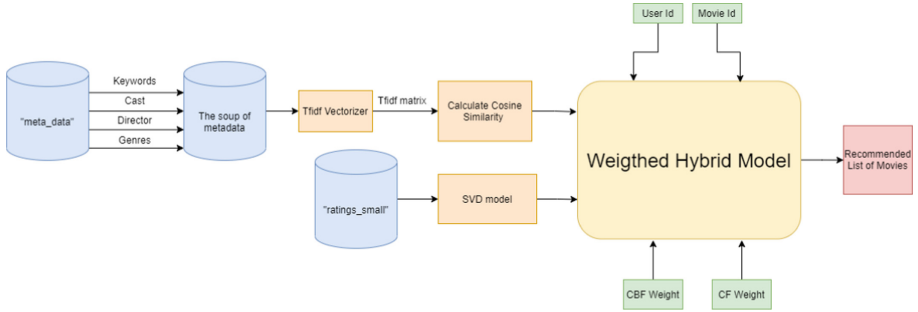 User Id
Movie Id
Keywords
Cast
Director
Genres
"meta_data"
The soup of
metadata
Tfidf Vectorizer
Tfidf matrix
Calculate Cosine
Similarity
Weigthed Hybrid Model
Recommended
List of Movies
"ratings_small"
SVD model
CBF Weight
CF Weight